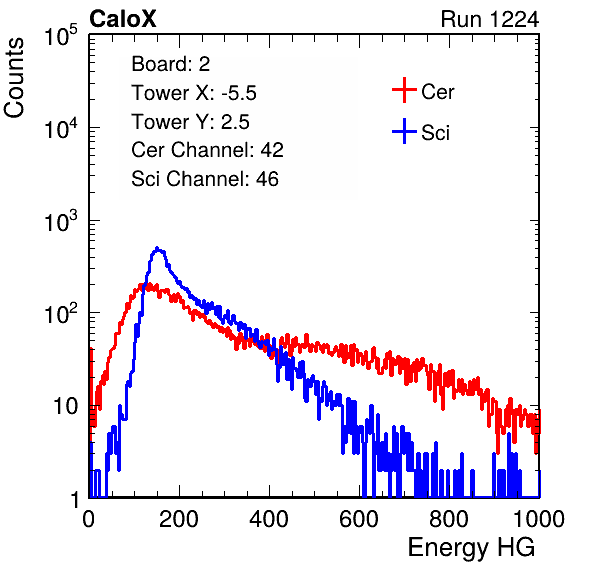 CaloX Run 1224
Counts
10^5
10^4
10^3
10^2
10
1
Board: 2
Tower X: -5.5
Tower Y: 2.5
Cer Channel: 42
Sci Channel: 46
Cer
Sci
0 200 400 600 800 1000
Energy HG